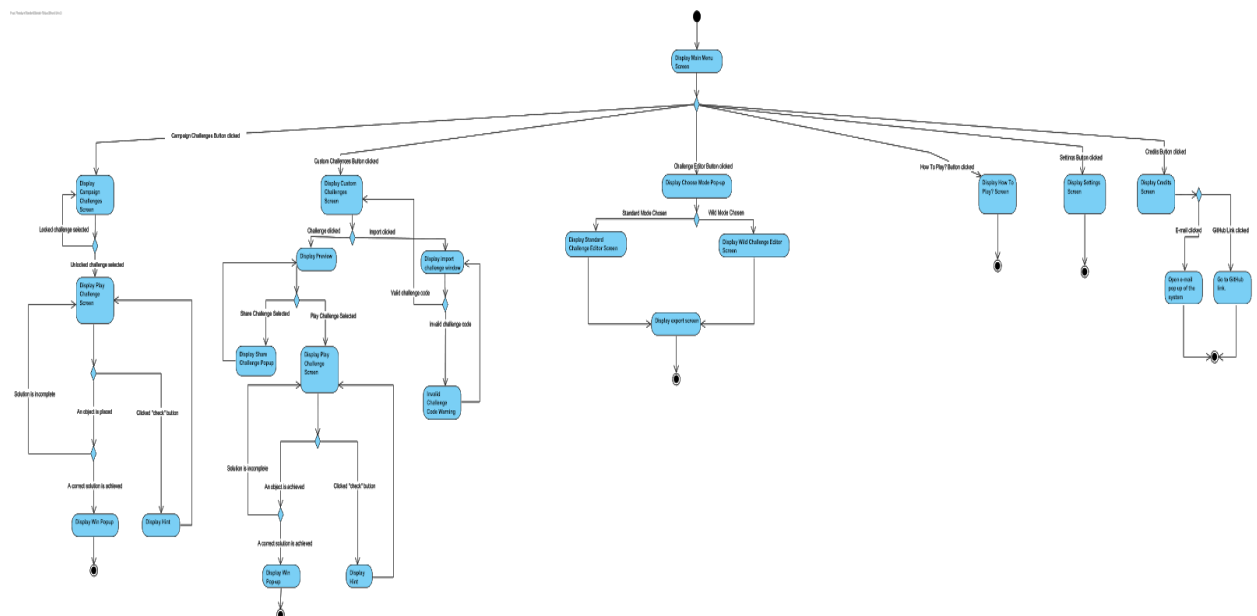 Display Main Menu
Screen
Campaign Challenges Button clicked
Custom Challenges Button clicked
Challenge Editor Button clicked
How To Play? Button clicked
Settings Button clicked
Credits Button clicked
Display
Campaign
Challenges
Screen
Locked challenge selected
Unlocked challenge selected
Display Play
Challenge
Screen
Solution is incomplete
An object is placed
Clicked "check" button
A correct solution is achieved
Display Win Popup
Display Hint
Display Custom
Challenges
Screen
Challenge clicked
Import clicked
Display Preview
Display Import
challenge window
Valid challenge code
Invalid challenge code
Share Challenge Selected
Play Challenge Selected
Display Share
Challenge Popup
Display Play
Challenge
Screen
Invalid
Challenge
Code Warning
Solution is incomplete
An object is achieved
Clicked "check" button
A correct solution is achieved
Display Win
Popup
Display
Hint
Display Choose Mode Pop-up
Standard Mode Chosen
Wild Mode Chosen
Display Standard
Challenge Editor Screen
Display Wild Challenge Editor
Screen
Display export screen
Display How To
Play? Screen
Display Settings
Screen
Display Credits
Screen
E-mail clicked
GitHub Link clicked
Open e-mail
pop up of the
system
Go to GitHub
link.